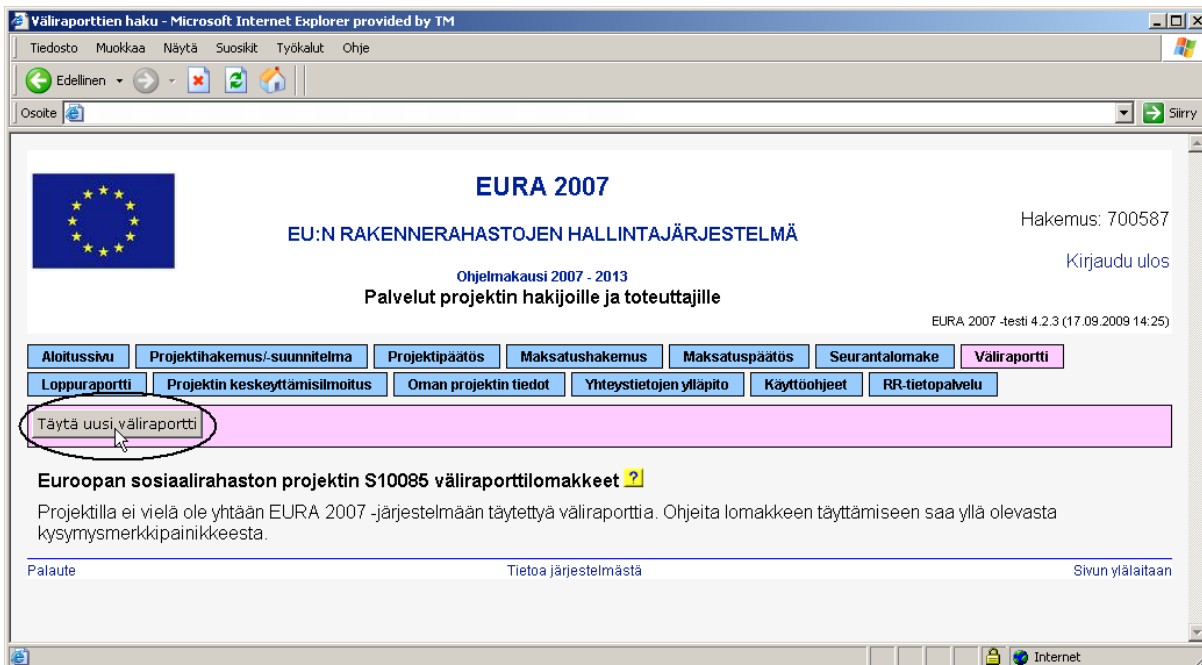 Väliraporttien haku - Microsoft Internet Explorer provided by TM
Tiedosto Muokkaa Näytä Suosikit Työkalut Ohje
Edellinen
Osoite Siirry
EURA 2007
EU:N RAKENNERAHASTOJEN HALLINTAJÄRJESTELMÄ
Ohjelmakausi 2007 - 2013
Palvelut projektin hakijoille ja toteuttajille
Hakemus: 700587
Kirjaudu ulos
EURA 2007 -testi 4.2.3 (17.09.2009 14:25)
Aloitussivu Projektihakemus/-suunnitelma Projektipäätös Maksatushakemus Maksatuspäätös Seurantalomake Väliraportti
Loppuraportti Projektin keskeyttämisilmoitus Oman projektin tiedot Yhteystietojen ylläpito Käyttöohjeet RR-tietopalvelu
Täytä uusi väliraportti
Euroopan sosiaalirahaston projektin S10085 väliraporttilomakkeet ?
Projektilla ei vielä ole yhtään EURA 2007 -järjestelmään täytettyä väliraporttia. Ohjeita lomakkeen täyttämiseen saa yllä olevasta
kysymysmerkkipainikkeesta.
Palaute Tietoa järjestelmästä Sivun ylälaitaan
Internet